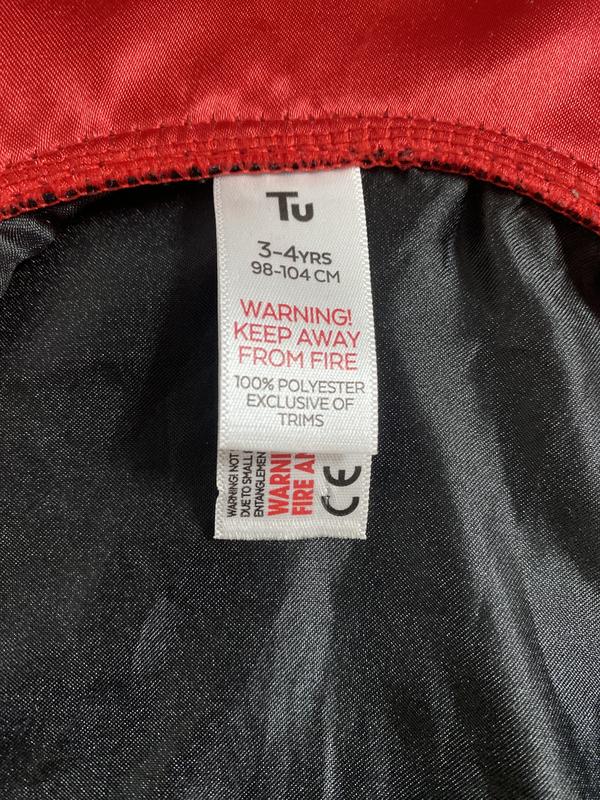 Tu
3-4YRS
98-104 CM
WARNING!
KEEP AWAY
FROM FIRE
100% POLYESTER
EXCLUSIVE OF
TRIMS
WARNING! NOT
DUE TO SMALL
ENTANGLEMEN
WARNI
FIRE AN
CE